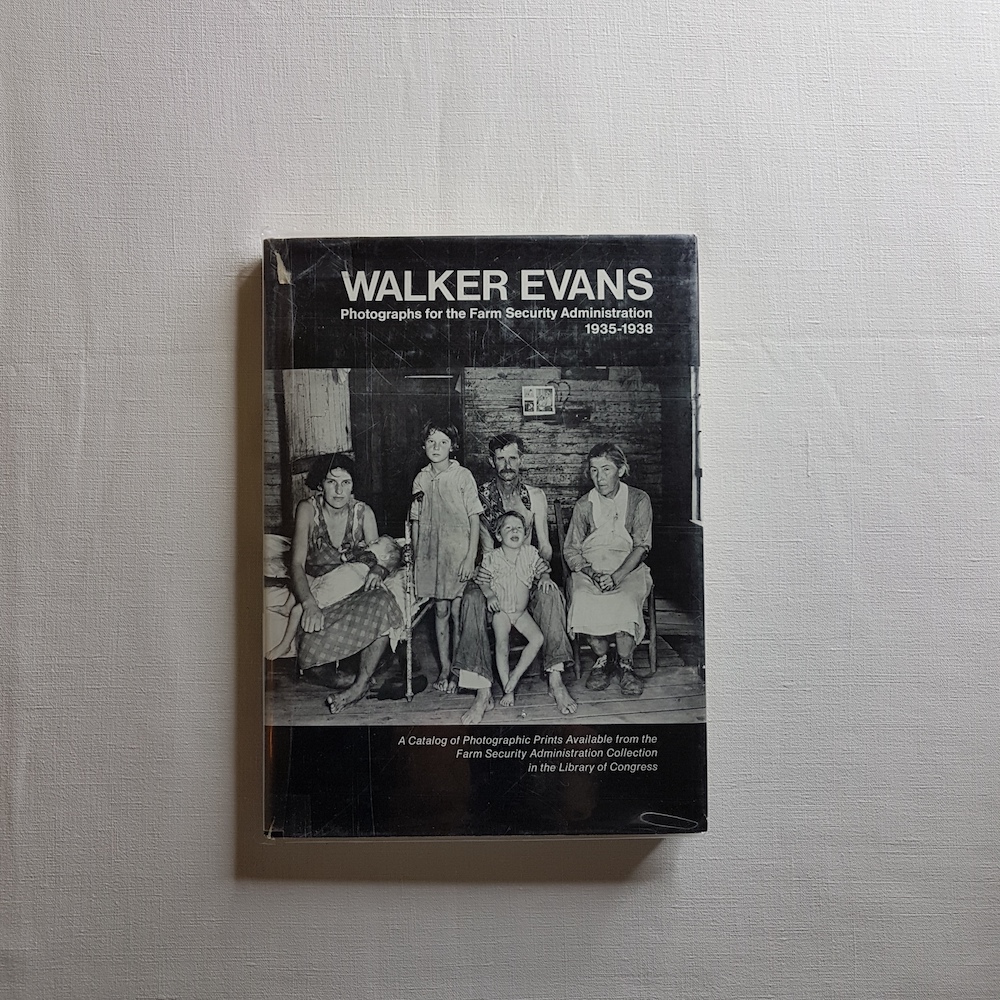 WALKER EVANS
Photographs for the Farm Security Administration
1935-1938
A Catalog of Photographic Prints Available from the
Farm Security Administration Collection
in the Library of Congress